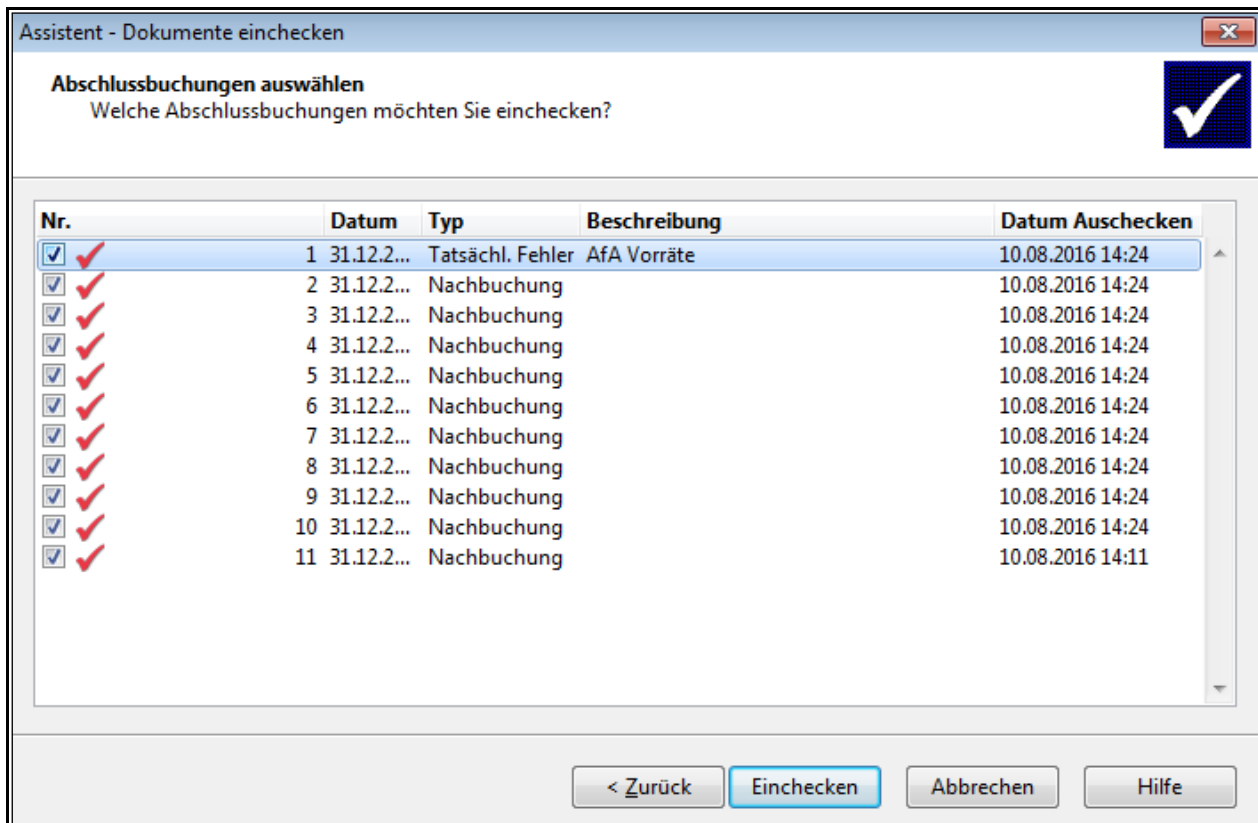 Assistent - Dokumente einchecken
Abschlussbuchungen auswählen
Welche Abschlussbuchungen möchten Sie einchecken?
Nr. Datum Typ Beschreibung Datum Auschecken
1 31.12.2... Tatsächl. Fehler AfA Vorräte 10.08.2016 14:24
2 31.12.2... Nachbuchung 10.08.2016 14:24
3 31.12.2... Nachbuchung 10.08.2016 14:24
4 31.12.2... Nachbuchung 10.08.2016 14:24
5 31.12.2... Nachbuchung 10.08.2016 14:24
6 31.12.2... Nachbuchung 10.08.2016 14:24
7 31.12.2... Nachbuchung 10.08.2016 14:24
8 31.12.2... Nachbuchung 10.08.2016 14:24
9 31.12.2... Nachbuchung 10.08.2016 14:24
10 31.12.2... Nachbuchung 10.08.2016 14:24
11 31.12.2... Nachbuchung 10.08.2016 14:11
< Zurück Einchecken Abbrechen Hilfe